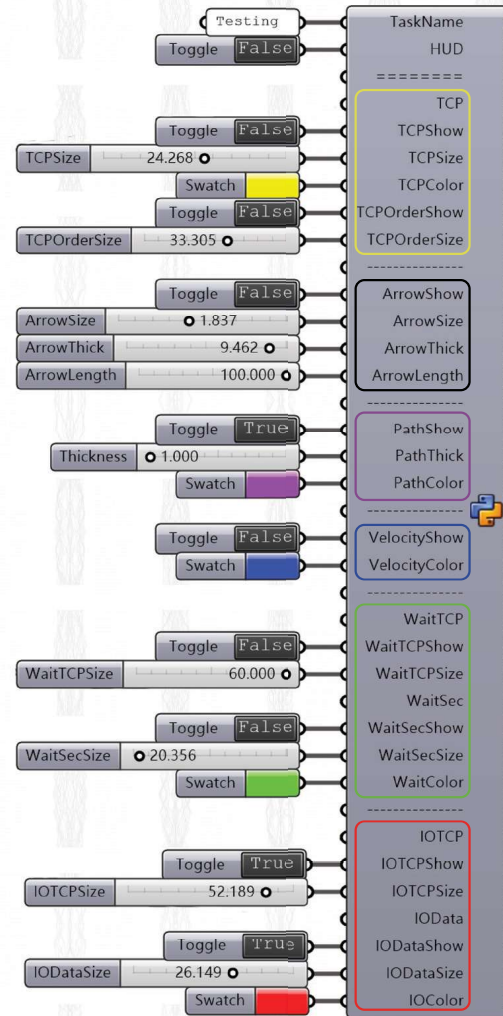 Testing TaskName
Toggle False HUD
========
TCP
Toggle False TCPShow
TCPSize 24.268 TCPSize
Swatch TCPColor
Toggle False TCPOrderShow
TCPOrderSize 33.305 TCPOrderSize
-------------
Toggle False ArrowShow
ArrowSize 1.837 ArrowSize
ArrowThick 9.462 ArrowThick
ArrowLength 100.000 ArrowLength
-------------
Toggle True PathShow
Thickness 1.000 PathThick
Swatch PathColor
-------------
Toggle False VelocityShow
Swatch VelocityColor
-------------
WaitTCP
Toggle False WaitTCPShow
WaitTCPSize 60.000 WaitTCPSize
WaitSec
Toggle False WaitSecShow
WaitSecSize 20.356 WaitSecSize
Swatch WaitColor
-------------
IOTCP
Toggle True IOTCPShow
IOTCPSize 52.189 IOTCPSize
IOData
Toggle True IODataShow
IODataSize 26.149 IODataSize
Swatch IOColor